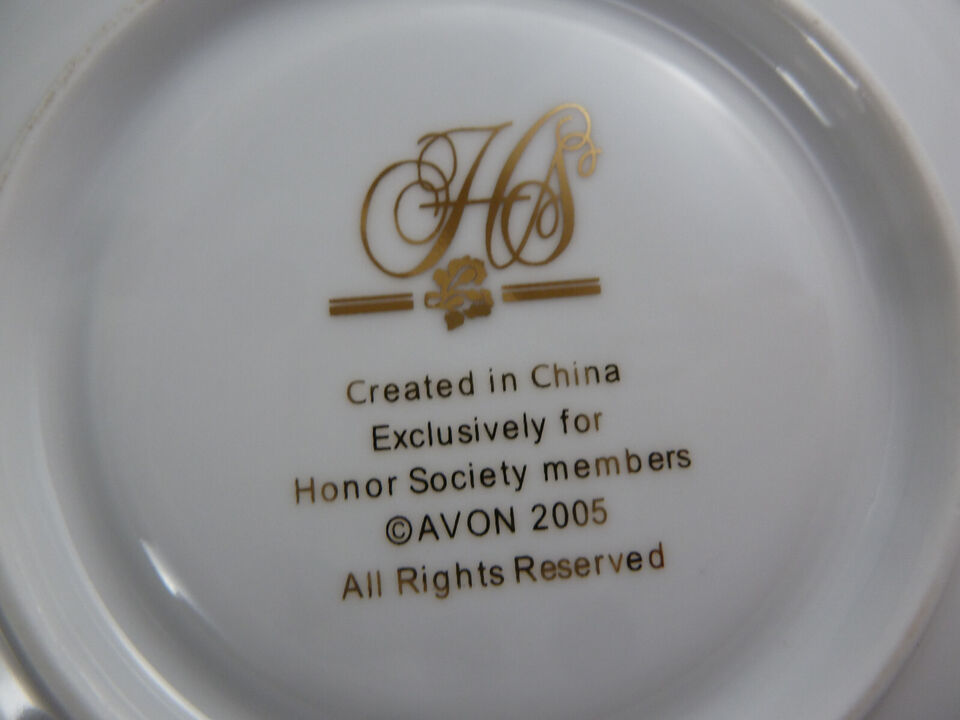 HS
Created in China
Exclusively for
Honor Society members
©AVON 2005
All Rights Reserved